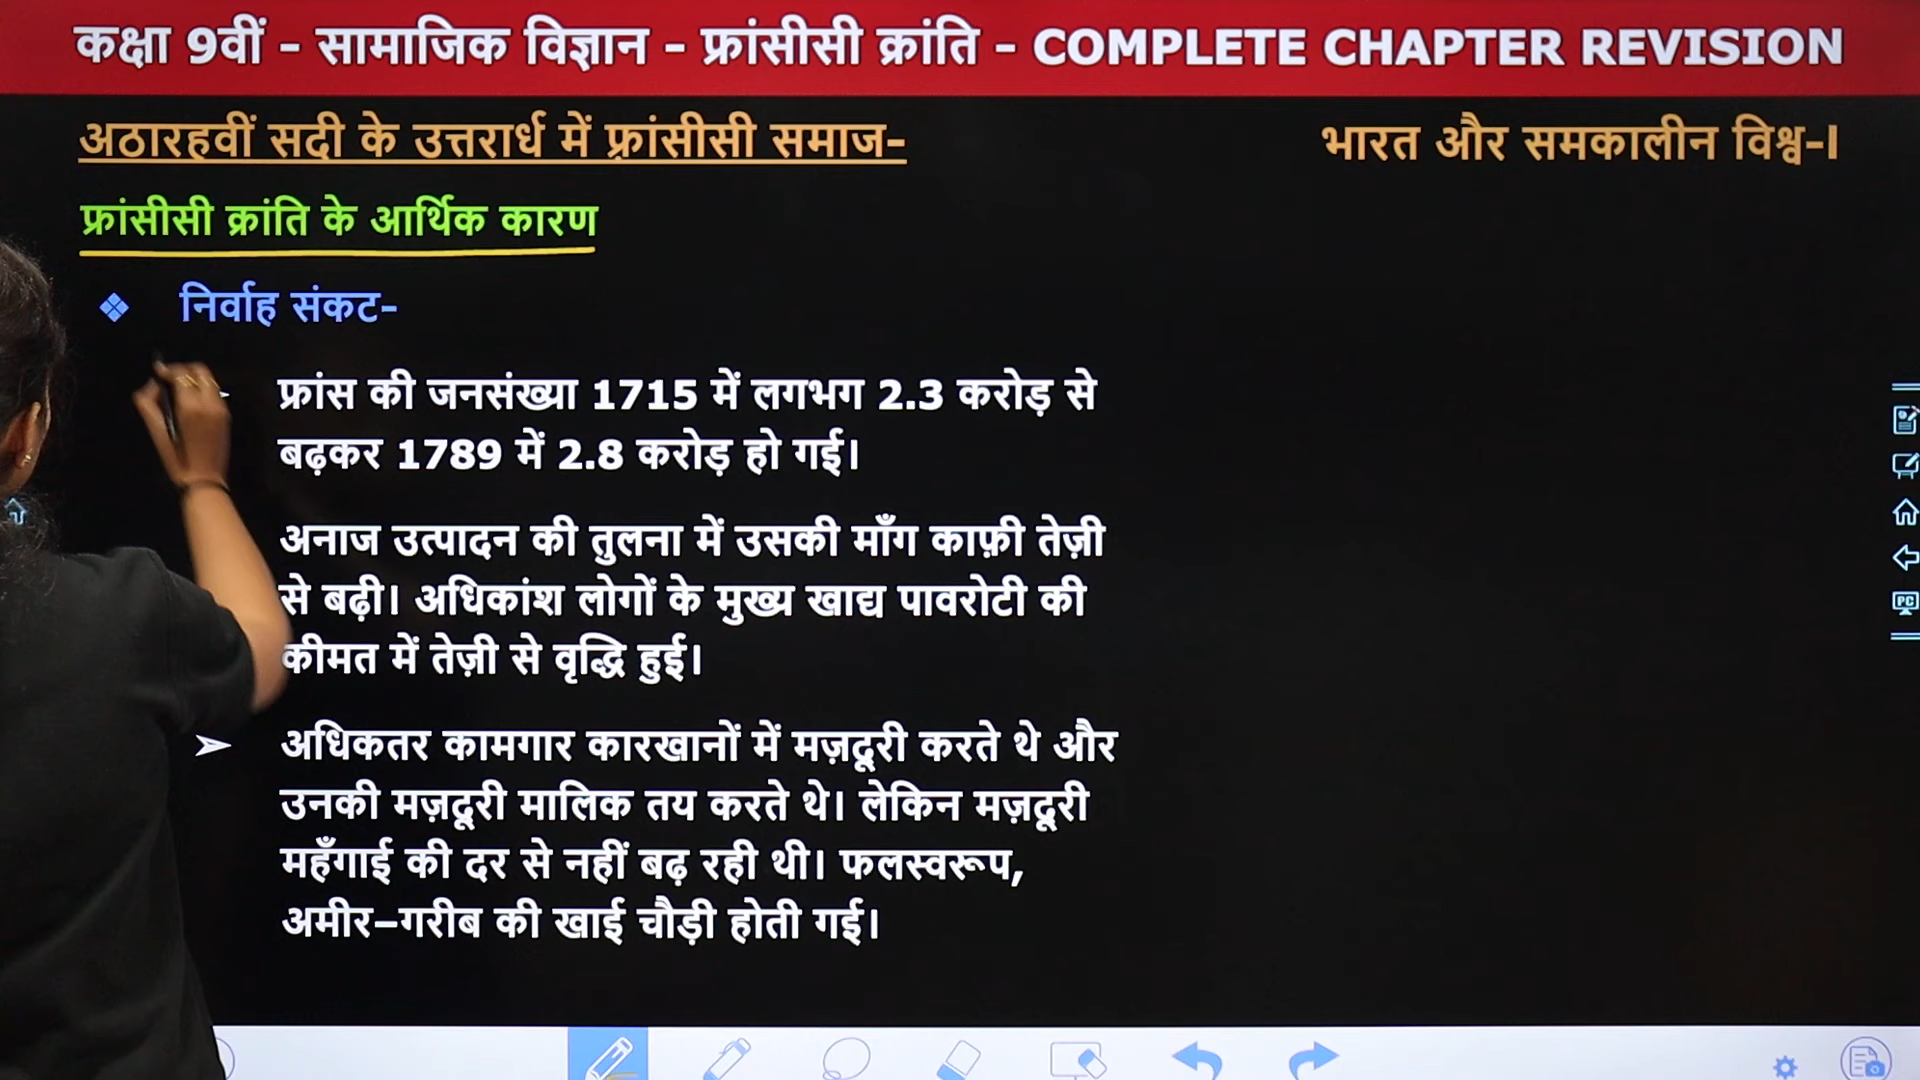 कक्षा 9वीं - सामाजिक विज्ञान - फ्रांसीसी क्रांति - COMPLETE CHAPTER REVISION
अठारहवीं सदी के उत्तरार्ध में फ्रांसीसी समाज-
भारत और समकालीन विश्व-I
फ्रांसीसी क्रांति के आर्थिक कारण
❖ निर्वाह संकट-
फ्रांस की जनसंख्या 1715 में लगभग 2.3 करोड़ से
बढ़कर 1789 में 2.8 करोड़ हो गई।
अनाज उत्पादन की तुलना में उसकी माँग काफ़ी तेज़ी
से बढ़ी। अधिकांश लोगों के मुख्य खाद्य पावरोटी की
कीमत में तेज़ी से वृद्धि हुई।
➢ अधिकतर कामगार कारखानों में मज़दूरी करते थे और
उनकी मज़दूरी मालिक तय करते थे। लेकिन मज़दूरी
महँगाई की दर से नहीं बढ़ रही थी। फलस्वरूप,
अमीर-गरीब की खाई चौड़ी होती गई।
PC